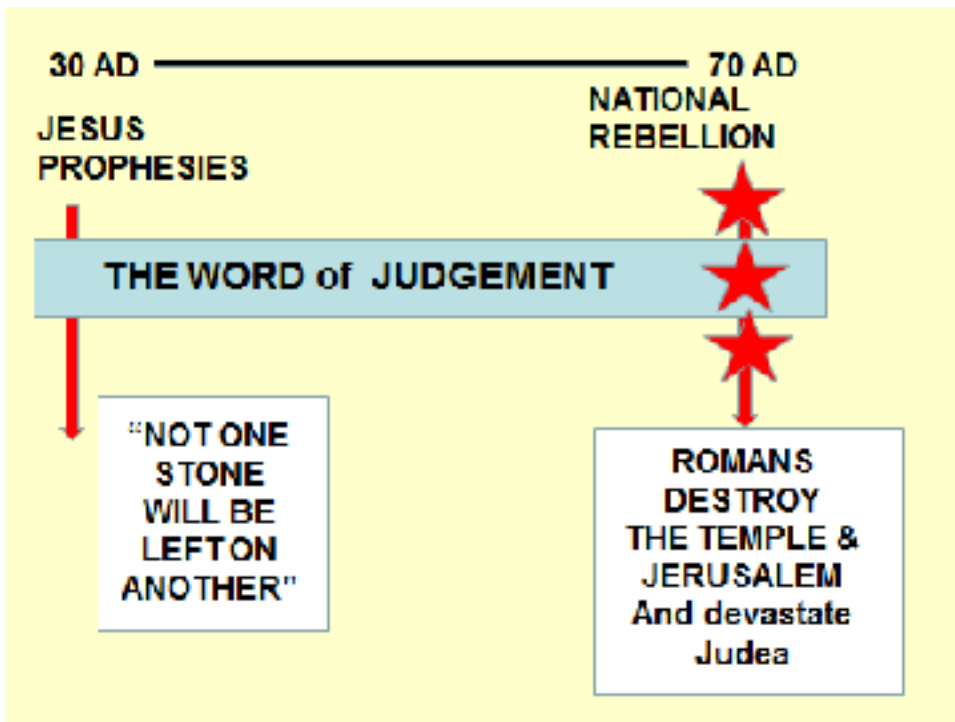 30 AD
70 AD
JESUS
PROPHESIES
NATIONAL
REBELLION
THE WORD of JUDGEMENT
“NOT ONE
STONE
WILL BE
LEFT ON
ANOTHER”
ROMANS
DESTROY
THE TEMPLE &
JERUSALEM
And devastate
Judea